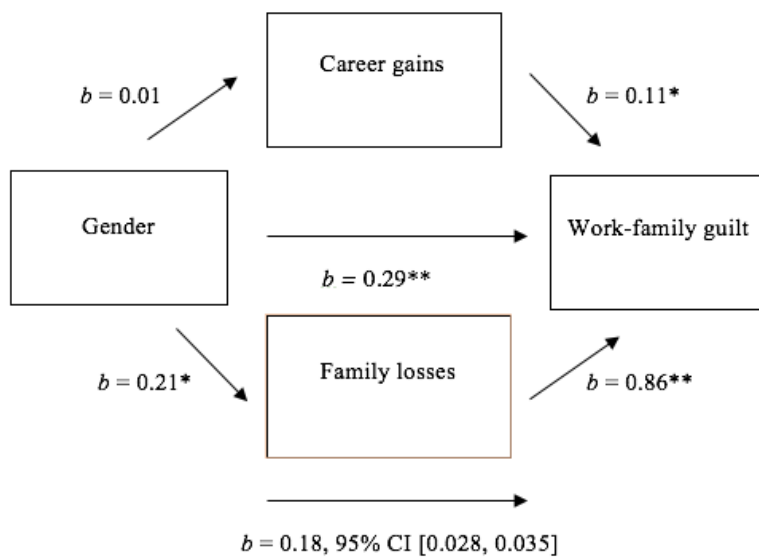 Career gains
b = 0.01
b = 0.11*
Gender
Work-family guilt
b = 0.29**
Family losses
b = 0.21*
b = 0.86**
b = 0.18, 95% CI [0.028, 0.035]